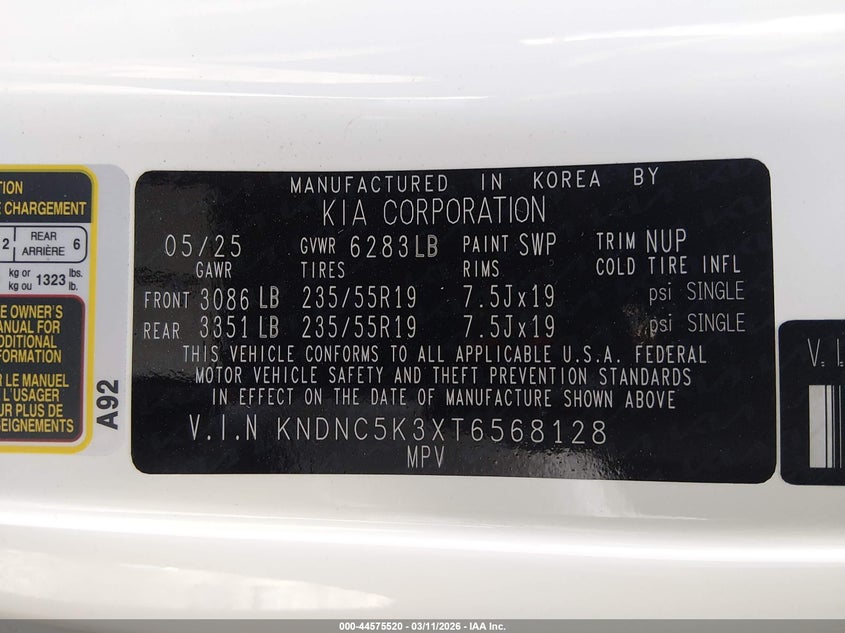 TION
E CHARGEMENT
2 REAR ARRIÈRE 6
kg or kg ou 1323 lbs. lb.
E OWNER'S
ANUAL FOR
DDITIONAL
FORMATION
R LE MANUEL
L'USAGER
UR PLUS DE
SEIGNEMENTS
A92
MANUFACTURED IN KOREA BY
KIA CORPORATION
05/25 GVWR 6283LB PAINT SWP TRIM NUP
GAWR TIRES RIMS COLD TIRE INFL
FRONT 3086 LB 235/55R19 7.5Jx19 psi SINGLE
REAR 3351 LB 235/55R19 7.5Jx19 psi SINGLE
THIS VEHICLE CONFORMS TO ALL APPLICABLE U.S.A. FEDERAL
MOTOR VEHICLE SAFETY AND THEFT PREVENTION STANDARDS
IN EFFECT ON THE DATE OF MANUFACTURE SHOWN ABOVE
V.I.N KNDNC5K3XT6568128
MPV
V.I.
000-44575520 - 03/11/2026 - IAA Inc.